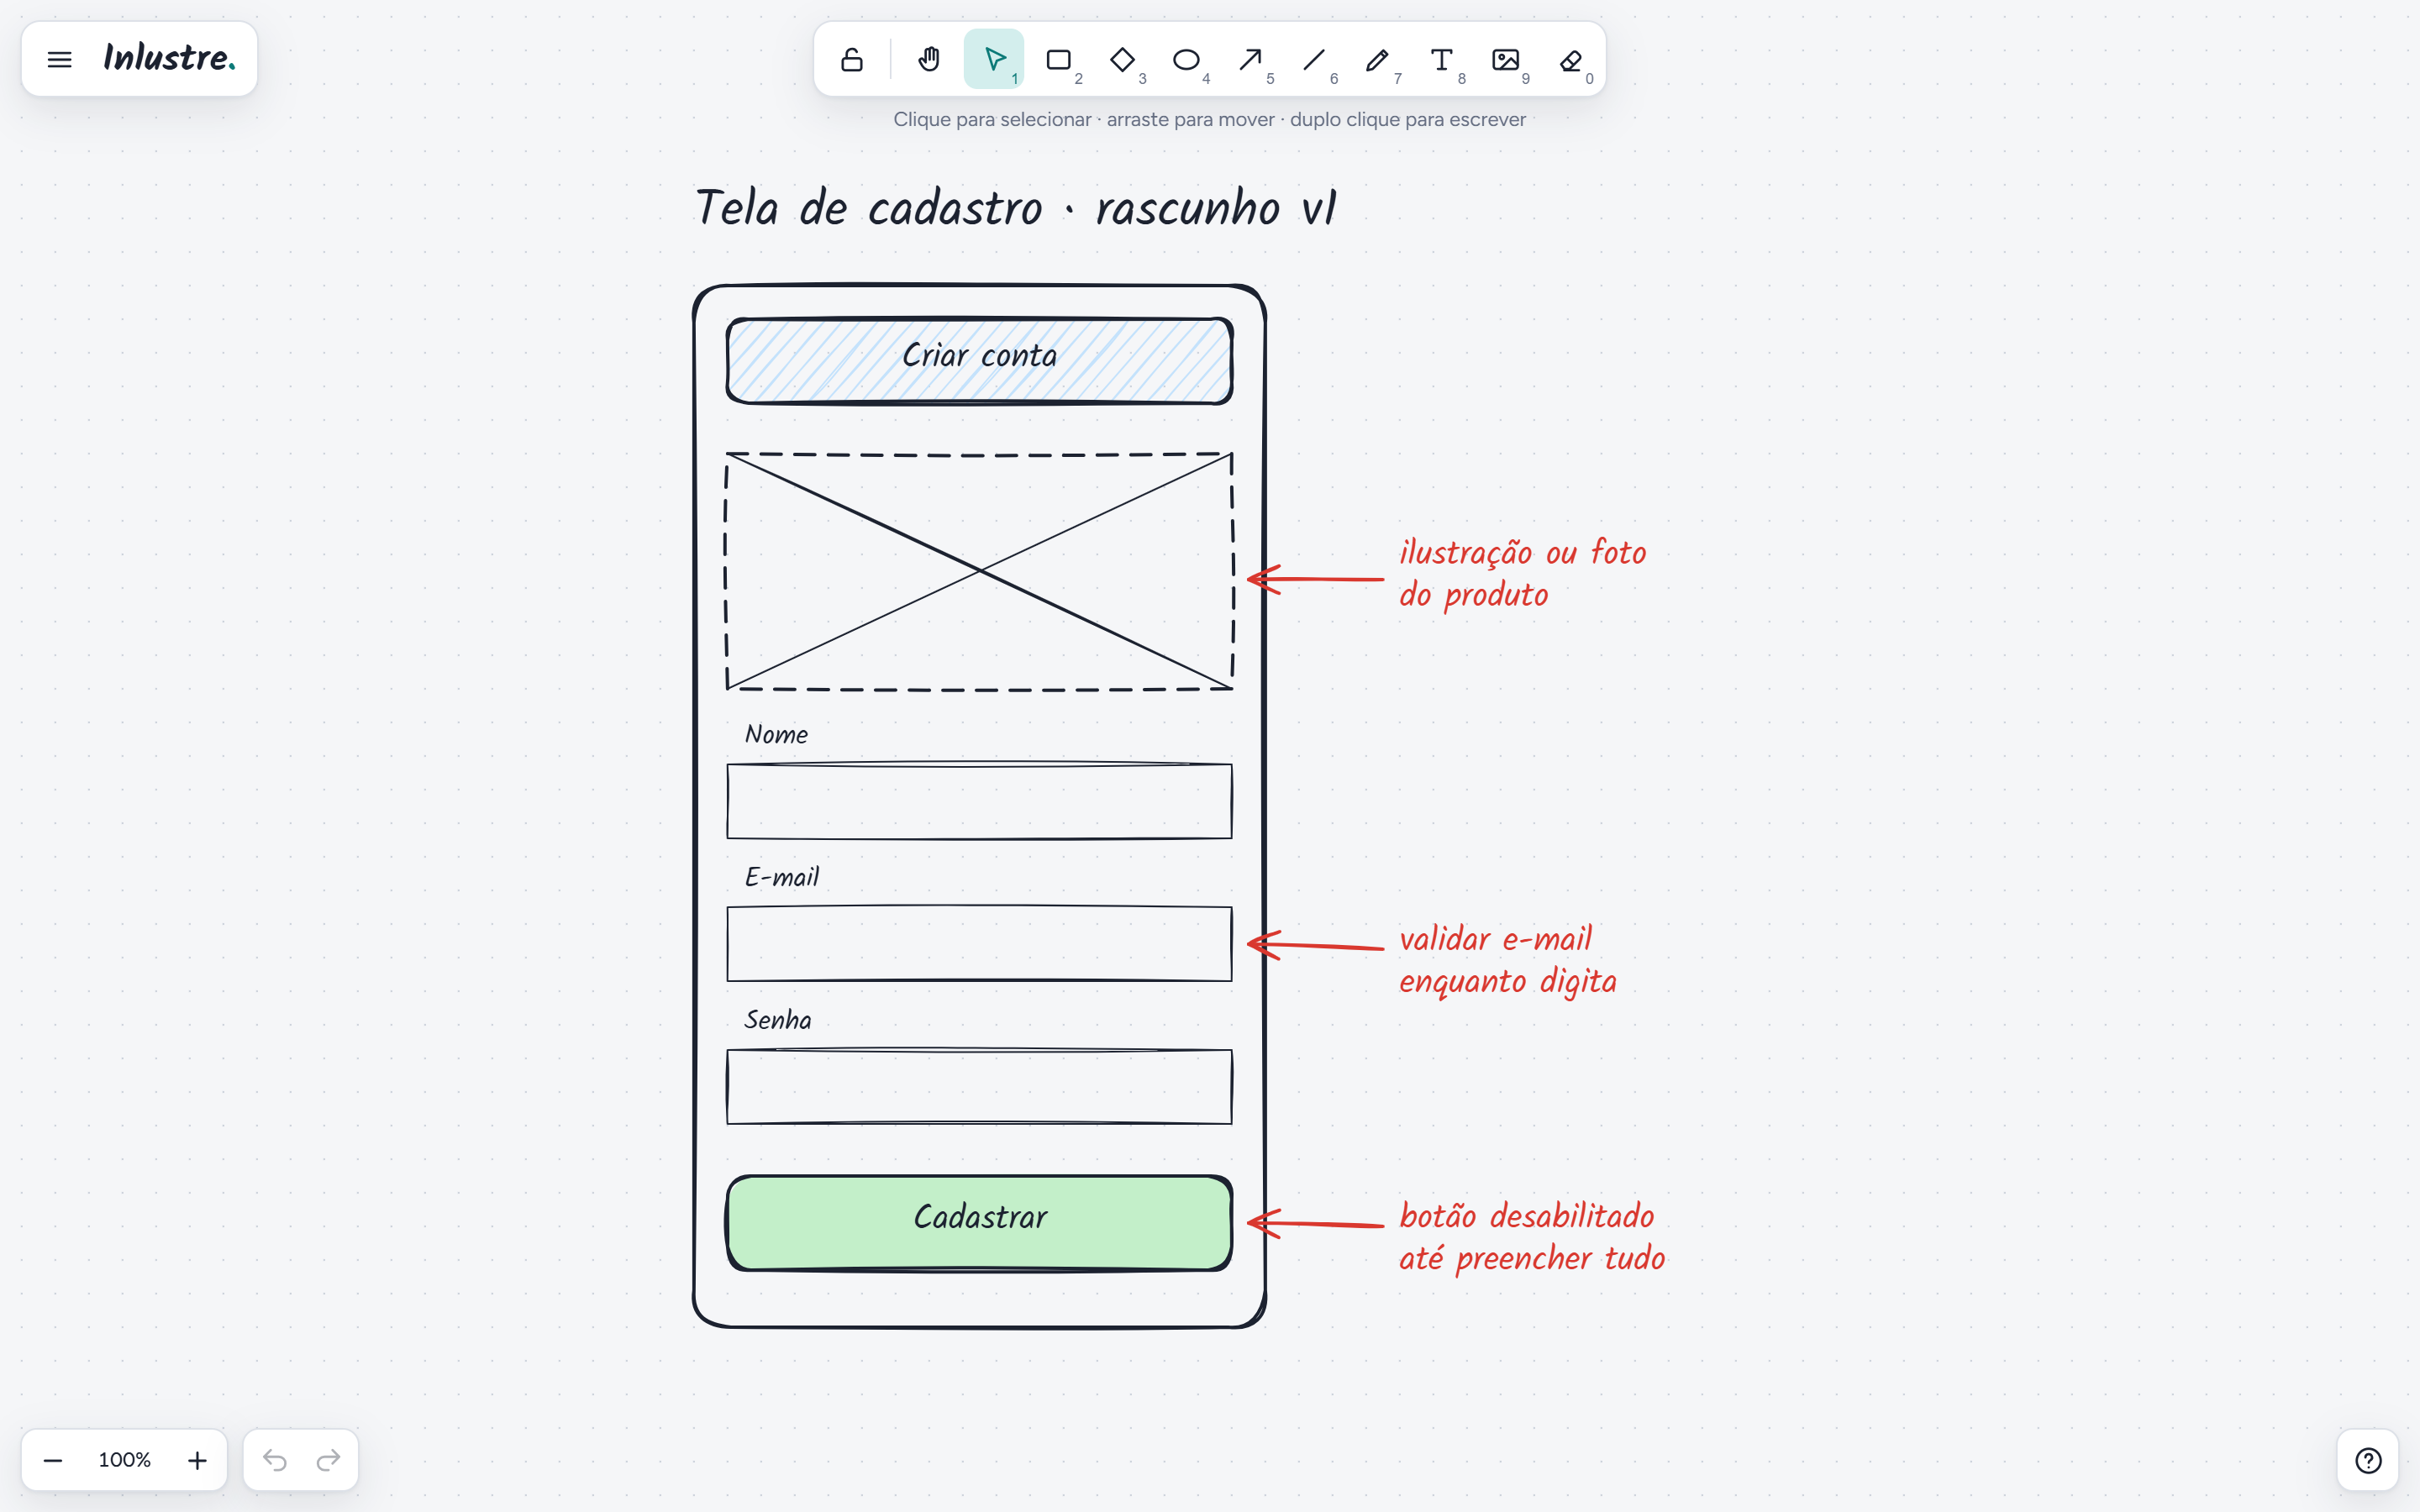 Inlustre.
1 2 3 4 5 6 7 8 9 0
Clique para selecionar · arraste para mover · duplo clique para escrever
Tela de cadastro · rascunho v1
Criar conta
ilustração ou foto
do produto
Nome
E-mail
validar e-mail
enquanto digita
Senha
Cadastrar
botão desabilitado
até preencher tudo
100%